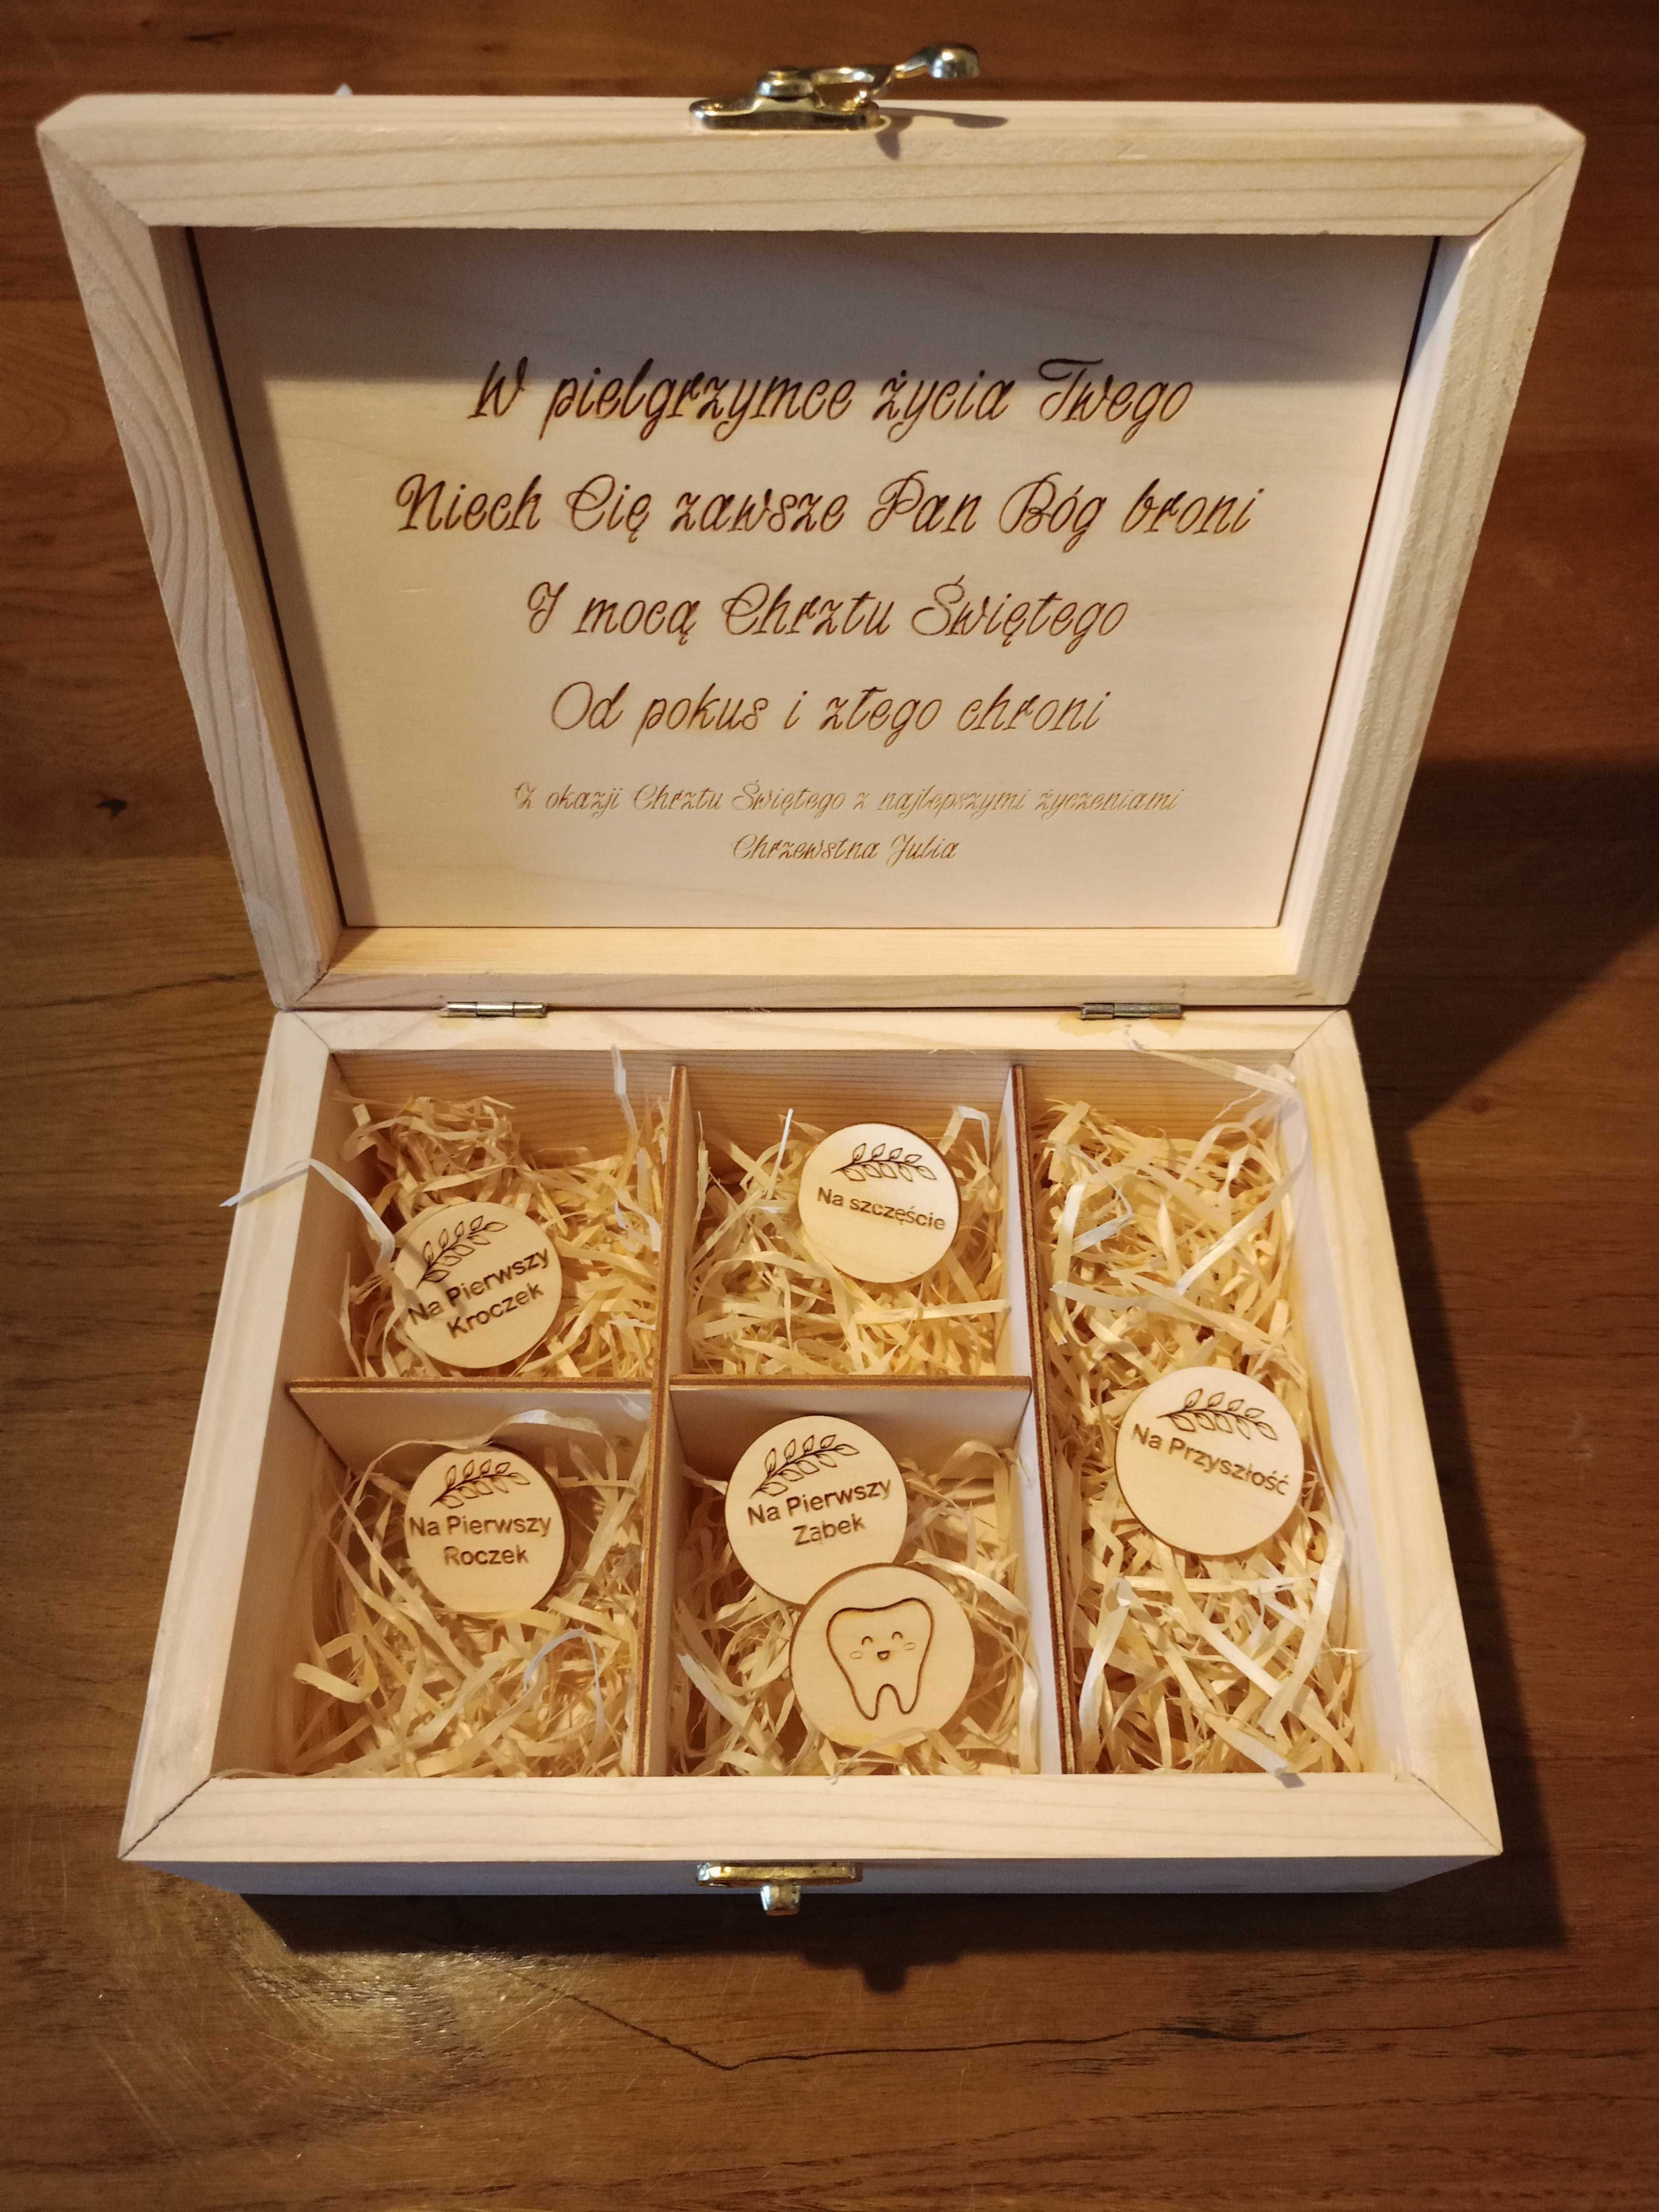 W pielgrzymce życia Twego
Niech Cię zawsze Pan Bóg broni
I mocą Chrztu Świętego
Od pokus i złego chroni
Z okazji Chrztu Świętego z najlepszymi życzeniami
Chrzewstna Julia
Na Pierwszy
Kroczek
Na szczęście
Na Przyszłość
Na Pierwszy
Roczek
Na Pierwszy
Ząbek